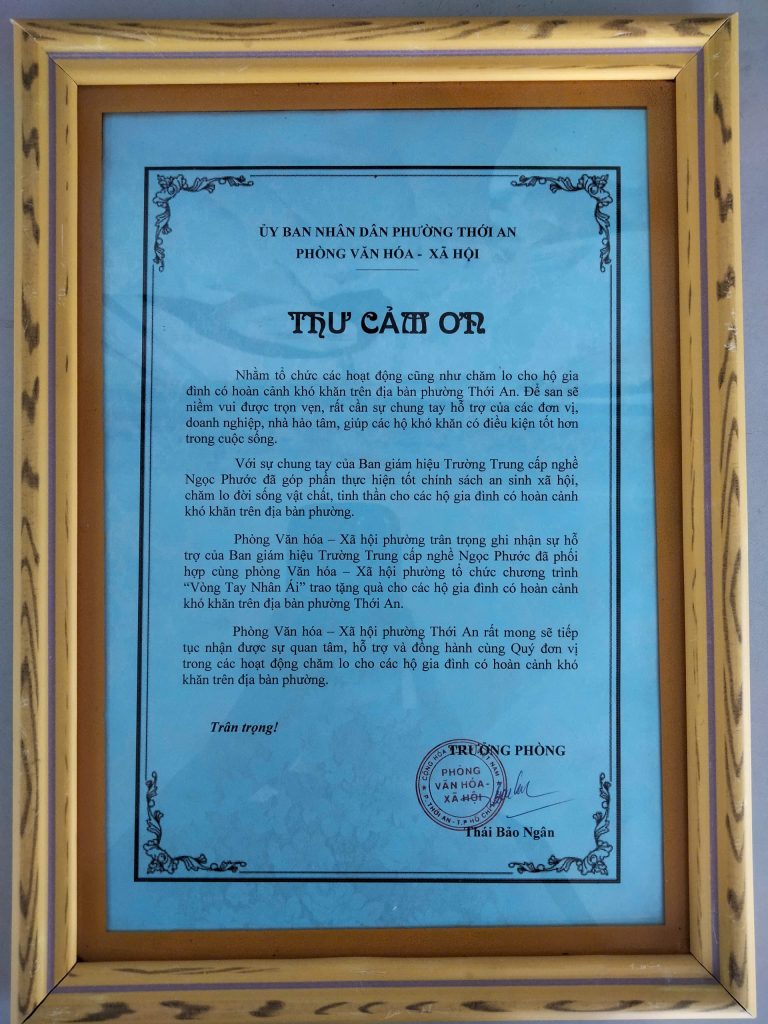 ỦY BAN NHÂN DÂN PHƯỜNG THỚI AN
PHÒNG VĂN HÓA - XÃ HỘI
THƯ CẢM ƠN
Nhằm tổ chức các hoạt động cũng như chăm lo cho hộ gia
đình có hoàn cảnh khó khăn trên địa bàn phường Thới An. Để san sẽ
niềm vui được trọn vẹn, rất cần sự chung tay hỗ trợ của các đơn vị,
doanh nghiệp, nhà hảo tâm, giúp các hộ khó khăn có điều kiện tốt hơn
trong cuộc sống.
Với sự chung tay của Ban giám hiệu Trường Trung cấp nghề
Ngọc Phước đã góp phần thực hiện tốt chính sách an sinh xã hội,
chăm lo đời sống vật chất, tinh thần cho các hộ gia đình có hoàn cảnh
khó khăn trên địa bàn phường.
Phòng Văn hóa – Xã hội phường trân trọng ghi nhận sự hỗ
trợ của Ban giám hiệu Trường Trung cấp nghề Ngọc Phước đã phối
hợp cùng phòng Văn hóa – Xã hội phường tổ chức chương trình
“Vòng Tay Nhân Ái” trao tặng quà cho các hộ gia đình có hoàn cảnh
khó khăn trên địa bàn phường Thới An.
Phòng Văn hóa – Xã hội phường Thới An rất mong sẽ tiếp
tục nhận được sự quan tâm, hỗ trợ và đồng hành cùng Quý đơn vị
trong các hoạt động chăm lo cho các hộ gia đình có hoàn cảnh khó
khăn trên địa bàn phường.
Trân trọng!
TRƯỞNG PHÒNG
PHÒNG
VĂN HÓA -
XÃ HỘI
P. THỚI AN - T.P HỒ CHÍ
Thái Bảo Ngân